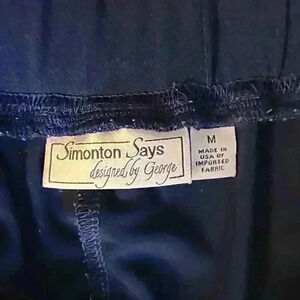 Simonton Says
designed by George
M
MADE IN
USA OF
IMPORTED
FABRIC